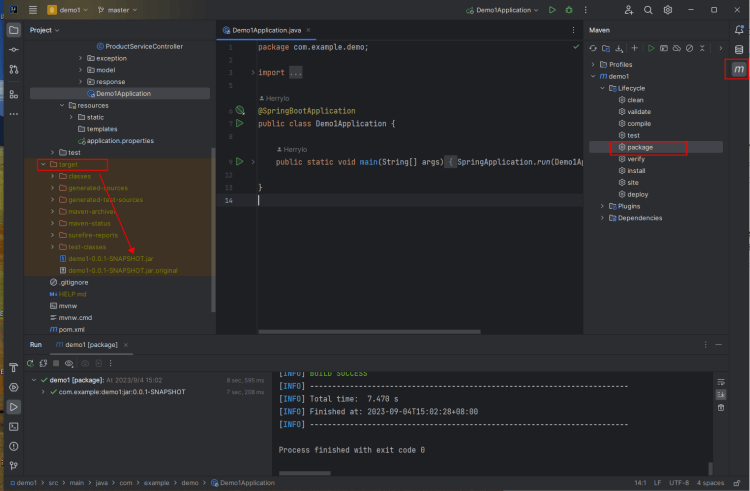 demo1
master
Demo1Application
Project
ProductServiceController
exception
model
response
Demo1Application
resources
static
templates
application.properties
test
target
classes
generated-sources
generated-test-sources
maven-archiver
maven-status
surefire-reports
test-classes
demo1-0.0.1-SNAPSHOT.jar
demo1-0.0.1-SNAPSHOT.jar.original
.gitignore
HELP.md
mvnw
mvnw.cmd
pom.xml
Demo1Application.java
1 package com.example.demo;
2
3 import ...
Herrylo
6 @SpringBootApplication
7 public class Demo1Application {
8
Herrylo
9 public static void main(String[] args) { SpringApplication.run(Demo1Ap
12
13 }
14
Maven
Profiles
demo1
Lifecycle
clean
validate
compile
test
package
verify
install
site
deploy
Plugins
Dependencies
Run
demo1 [package]
demo1 [package]: At 2023/9/4 15:02
8 sec, 595 ms
com.example:demo1:jar:0.0.1-SNAPSHOT
7 sec, 208 ms
[INFO] BUILD SUCCESS
[INFO] ------------------------------------------------------------------------
[INFO] Total time:  7.470 s
[INFO] Finished at: 2023-09-04T15:02:28+08:00
[INFO] ------------------------------------------------------------------------
Process finished with exit code 0
demo1 > src > main > java > com > example > demo > Demo1Application
14:1 LF UTF-8 4 spaces